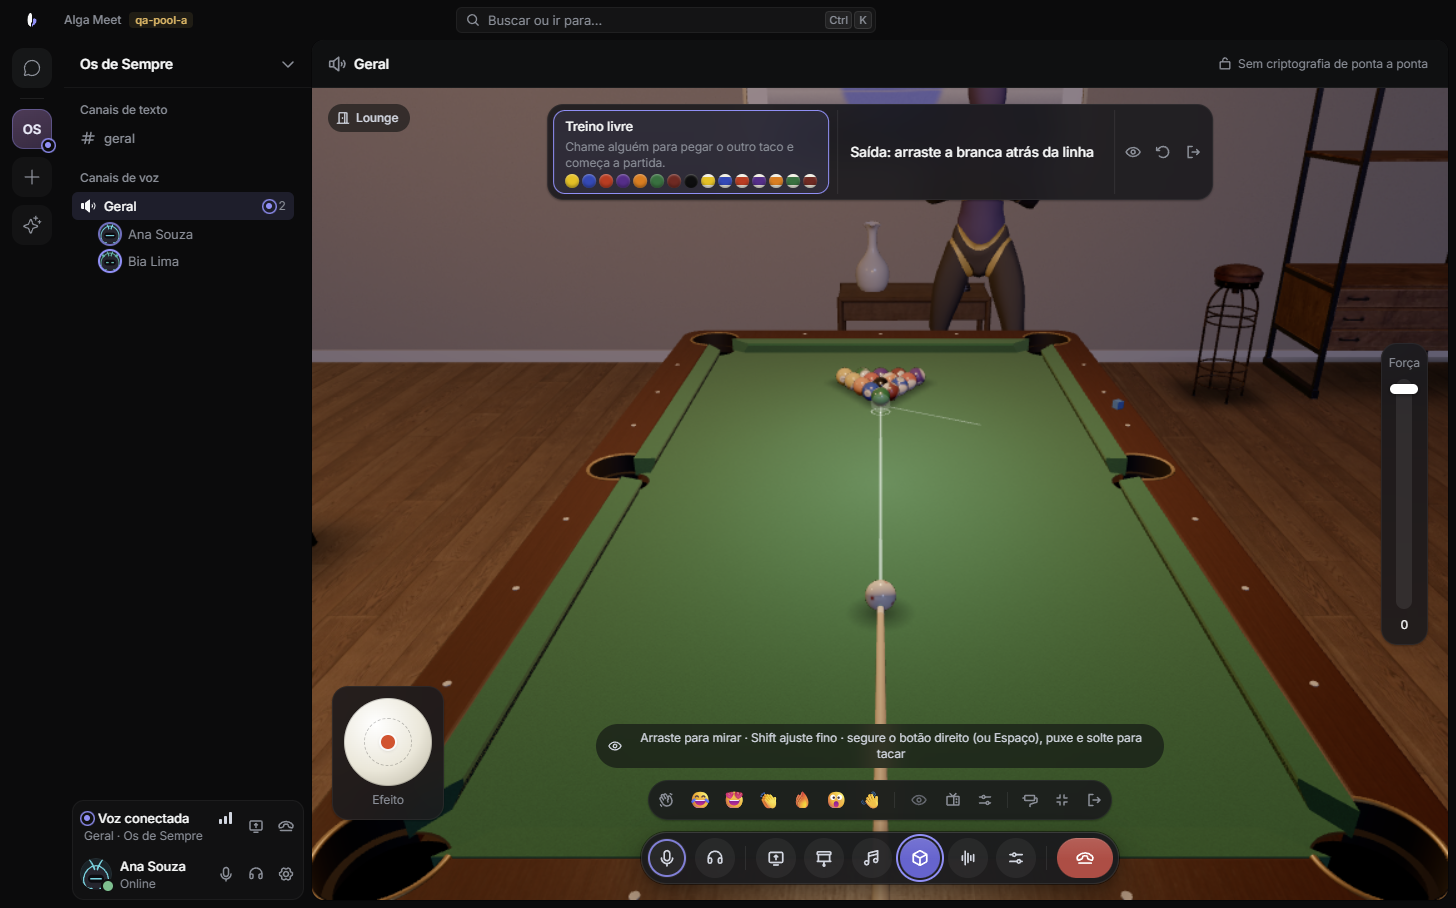 Alga Meet qa-pool-a
Buscar ou ir para... Ctrl K
Os de Sempre
Geral
Sem criptografia de ponta a ponta
Canais de texto
geral
Canais de voz
Geral 2
Ana Souza
Bia Lima
OS
Lounge
Treino livre
Chame alguém para pegar o outro taco e
começa a partida.
Saída: arraste a branca atrás da linha
Força
0
Efeito
Arraste para mirar · Shift ajuste fino · segure o botão direito (ou Espaço), puxe e solte para
tacar
Voz conectada
Geral · Os de Sempre
Ana Souza
Online